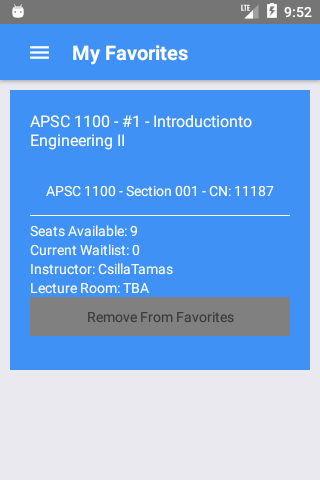 LTE 9:52
My Favorites
APSC 1100 - #1 - Introductionto
Engineering II
APSC 1100 - Section 001 - CN: 11187
Seats Available: 9
Current Waitlist: 0
Instructor: CsillaTamas
Lecture Room: TBA
Remove From Favorites